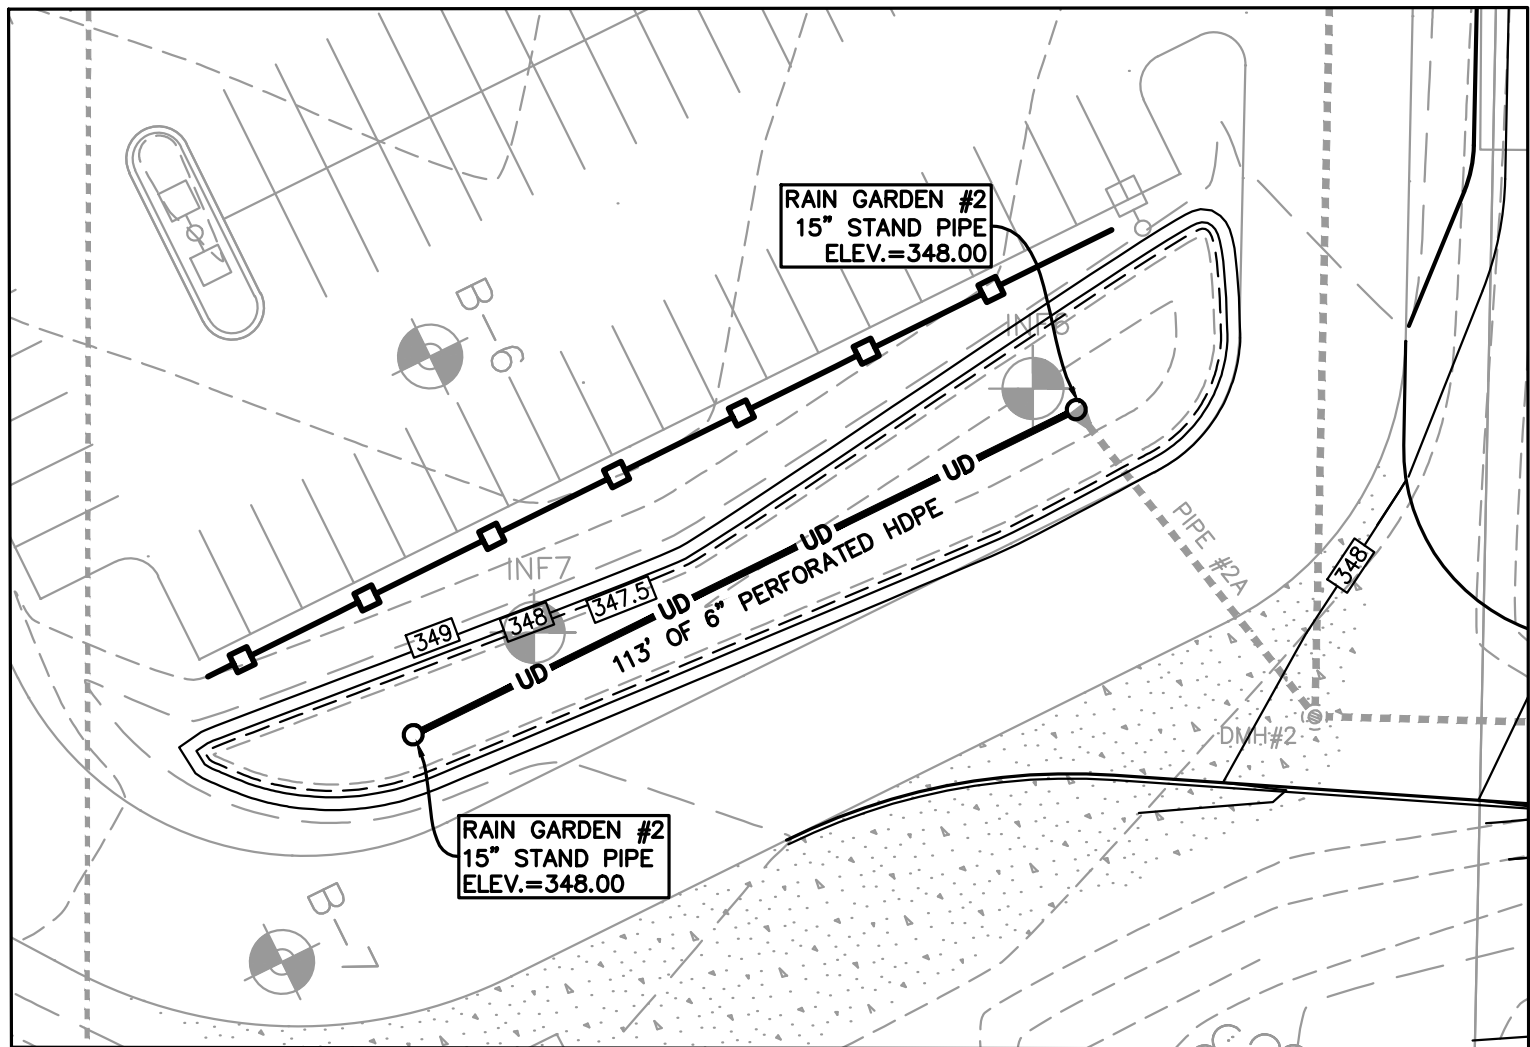 RAIN GARDEN #2
15" STAND PIPE
ELEV.=348.00
B-6
INF6
UD
UD
PIPE #2A
348
INF7
347.5
UD
113' OF 6" PERFORATED HDPE
349
348
UD
DMH#2
RAIN GARDEN #2
15" STAND PIPE
ELEV.=348.00
B-7